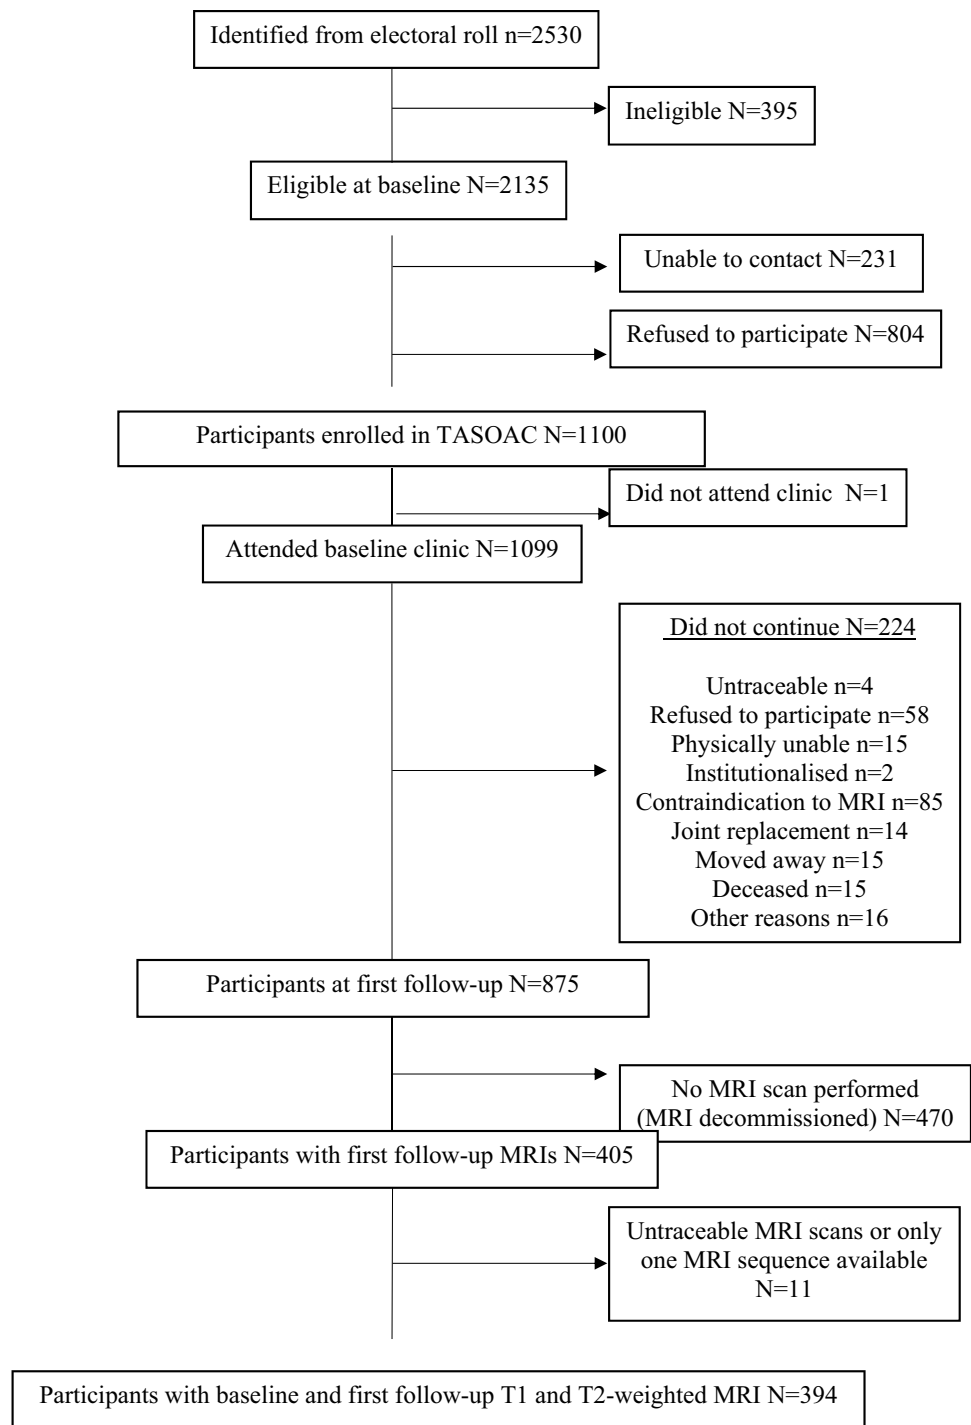 Identified from electoral roll n=2530
Ineligible N=395
Eligible at baseline N=2135
Unable to contact N=231
Refused to participate N=804
Participants enrolled in TASOAC N=1100
Did not attend clinic N=1
Attended baseline clinic N=1099
Did not continue N=224
Untraceable n=4
Refused to participate n=58
Physically unable n=15
Institutionalised n=2
Contraindication to MRI n=85
Joint replacement n=14
Moved away n=15
Deceased n=15
Other reasons n=16
Participants at first follow-up N=875
No MRI scan performed
(MRI decommissioned) N=470
Participants with first follow-up MRIs N=405
Untraceable MRI scans or only
one MRI sequence available
N=11
Participants with baseline and first follow-up T1 and T2-weighted MRI N=394